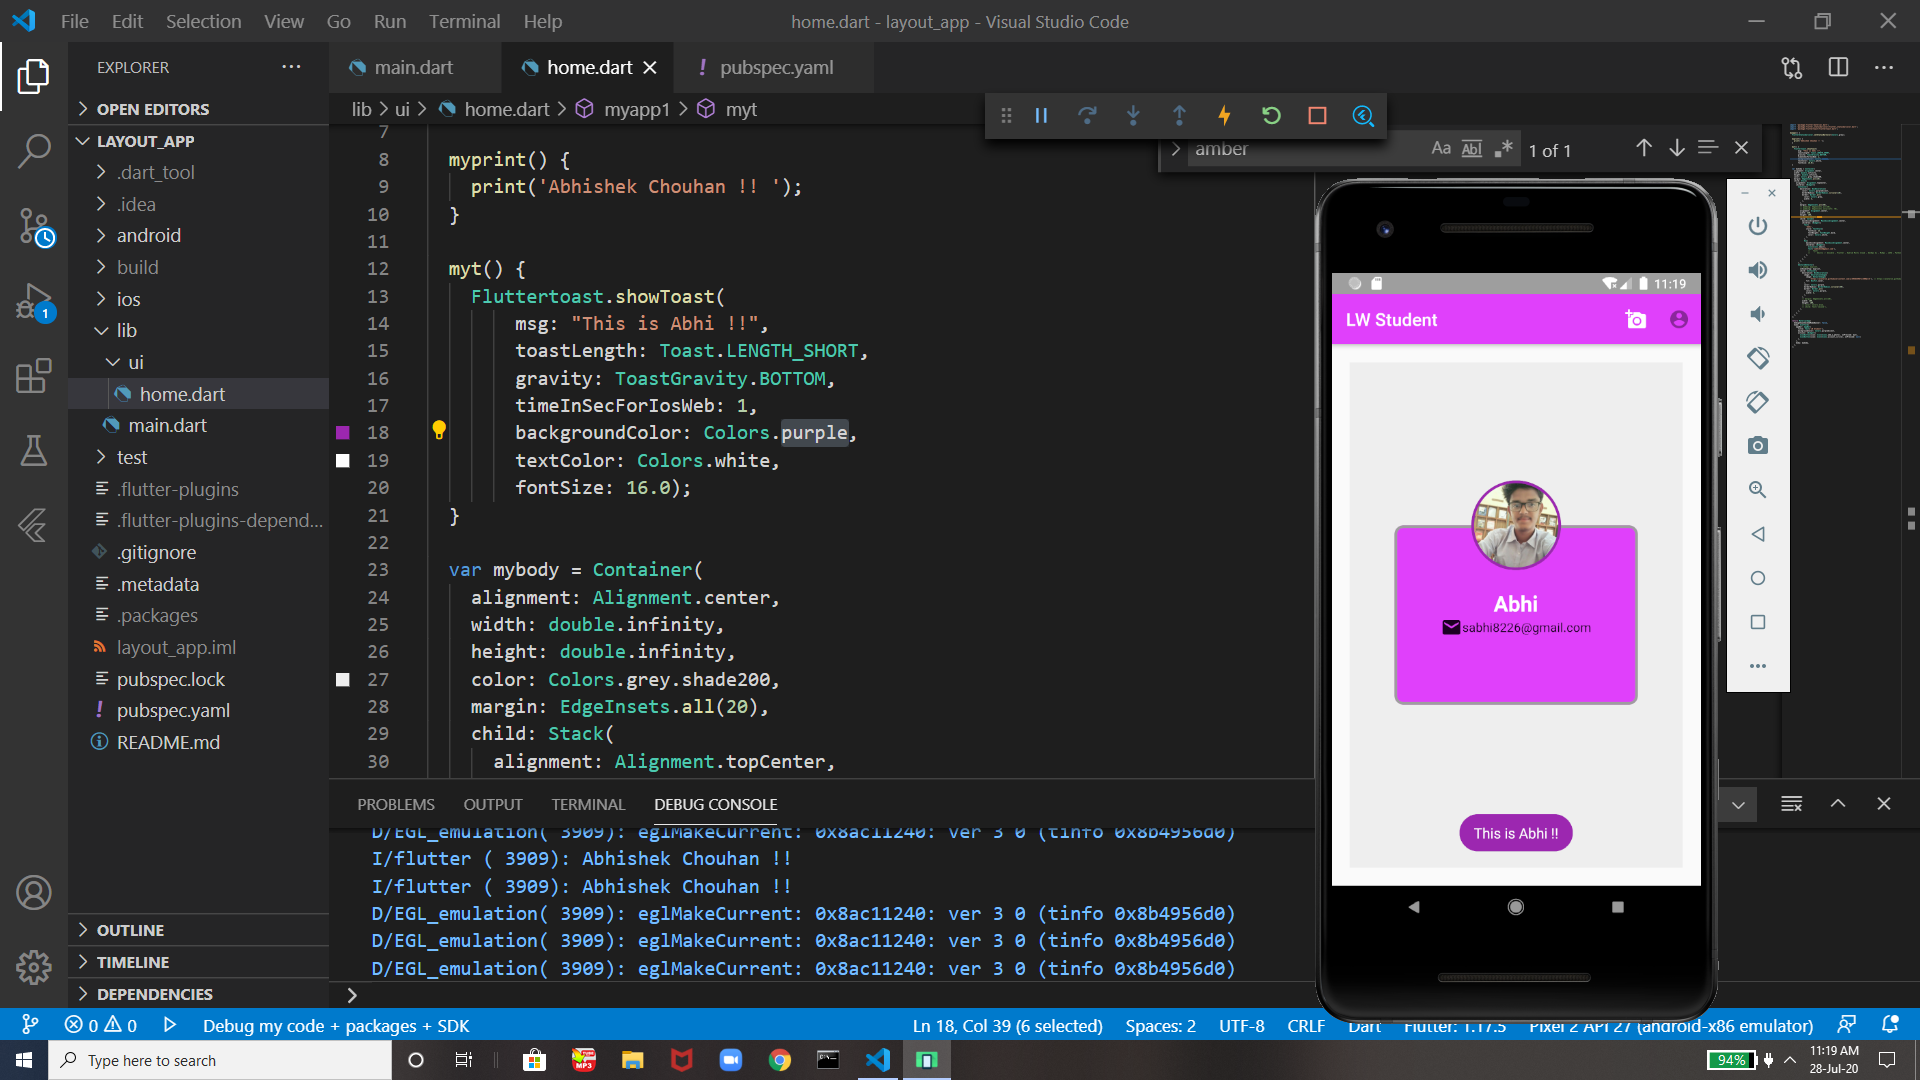 File Edit Selection View Go Run Terminal Help
home.dart - layout_app - Visual Studio Code
EXPLORER
OPEN EDITORS
LAYOUT_APP
.dart_tool
.idea
android
build
ios
lib
ui
home.dart
main.dart
test
.flutter-plugins
.flutter-plugins-depend...
.gitignore
.metadata
.packages
layout_app.iml
pubspec.lock
! pubspec.yaml
README.md
OUTLINE
TIMELINE
DEPENDENCIES
1
main.dart
home.dart
! pubspec.yaml
lib > ui > home.dart > myapp1 > myt
amber
Aa Abl .*
1 of 1
7
8 myprint() {
9 print('Abhishek Chouhan !! ');
10 }
11
12 myt() {
13 Fluttertoast.showToast(
14 msg: "This is Abhi !!",
15 toastLength: Toast.LENGTH_SHORT,
16 gravity: ToastGravity.BOTTOM,
17 timeInSecForIosWeb: 1,
18 backgroundColor: Colors.purple,
19 textColor: Colors.white,
20 fontSize: 16.0);
21 }
22
23 var mybody = Container(
24 alignment: Alignment.center,
25 width: double.infinity,
26 height: double.infinity,
27 color: Colors.grey.shade200,
28 margin: EdgeInsets.all(20),
29 child: Stack(
30 alignment: Alignment.topCenter,
PROBLEMS OUTPUT TERMINAL DEBUG CONSOLE
D/EGL_emulation( 3909): eglMakeCurrent: 0x8ac11240: ver 3 0 (tinfo 0x8b4956d0)
I/flutter ( 3909): Abhishek Chouhan !!
I/flutter ( 3909): Abhishek Chouhan !!
D/EGL_emulation( 3909): eglMakeCurrent: 0x8ac11240: ver 3 0 (tinfo 0x8b4956d0)
D/EGL_emulation( 3909): eglMakeCurrent: 0x8ac11240: ver 3 0 (tinfo 0x8b4956d0)
D/EGL_emulation( 3909): eglMakeCurrent: 0x8ac11240: ver 3 0 (tinfo 0x8b4956d0)
11:19
LW Student
Abhi
sabhi8226@gmail.com
This is Abhi !!
0 0
Debug my code + packages + SDK
Ln 18, Col 39 (6 selected) Spaces: 2 UTF-8 CRLF Dart Flutter: 1.17.5 Pixel 2 API 27 (android-x86 emulator)
Type here to search
MP3
94%
11:19 AM
28-Jul-20